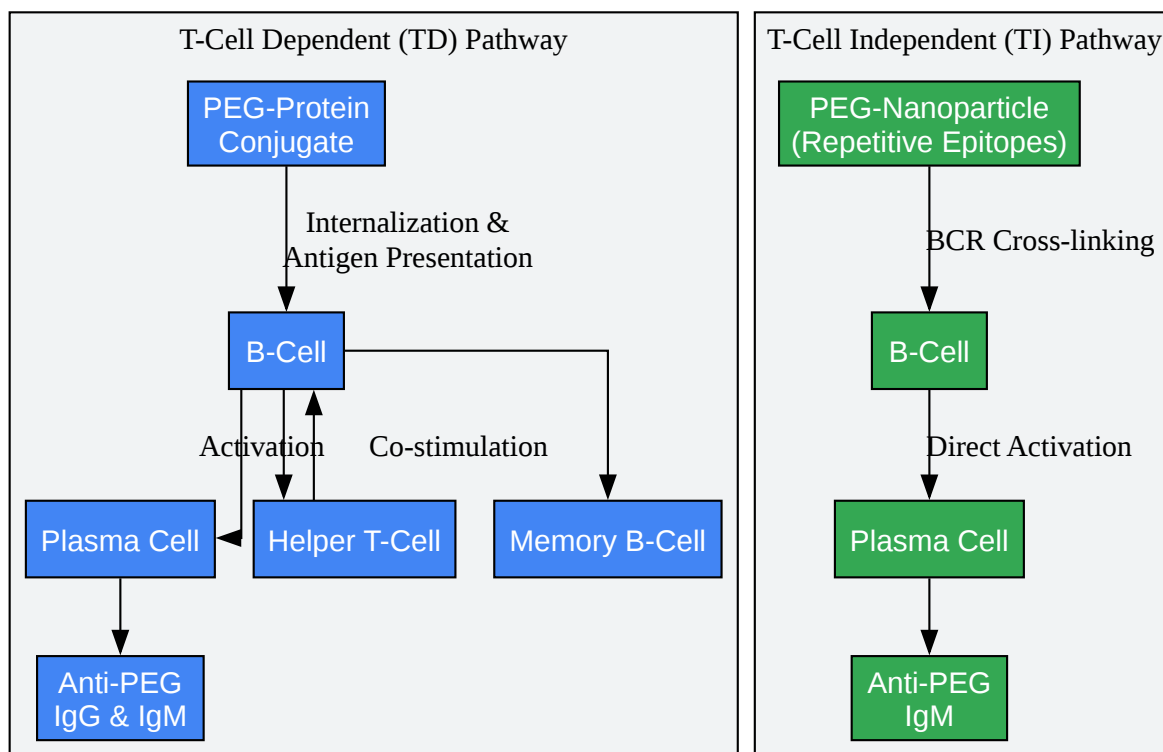 T-Cell Dependent (TD) Pathway
PEG-Protein
Conjugate
Internalization &
Antigen Presentation
B-Cell
Activation
Co-stimulation
Plasma Cell
Helper T-Cell
Memory B-Cell
Anti-PEG
IgG & IgM
T-Cell Independent (TI) Pathway
PEG-Nanoparticle
(Repetitive Epitopes)
BCR Cross-linking
B-Cell
Direct Activation
Plasma Cell
Anti-PEG
IgM